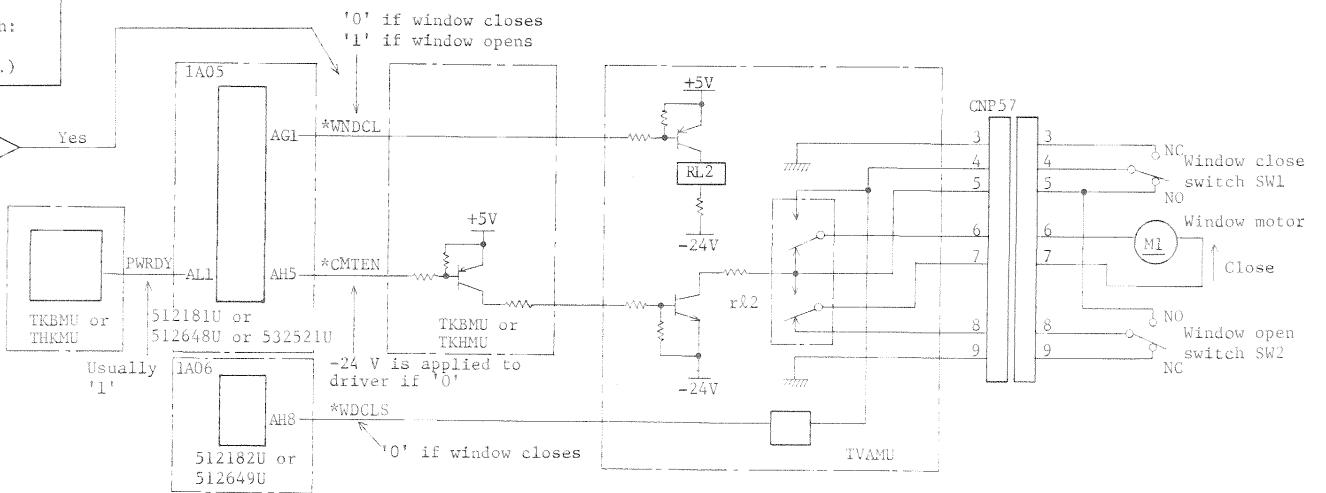 h:
.)
Yes
'0' if window closes
'1' if window opens
1A05
AG1
*WNDCL
+5V
RL2
-24V
CNP57
3
4
5
6
7
8
9
3
4
5
6
7
8
9
NC
Window close
switch SW1
NO
Window motor
M1
Close
NO
Window open
switch SW2
NC
PWRDY
AL1
AH5
*CMTEN
+5V
rℓ2
-24V
TKBMU or
THKMU
Usually
'1'
512181U or
512648U or 532521U
TKBMU or
TKHMU
-24 V is applied to
driver if '0'
1A06
AH8
*WDCLS
'0' if window closes
512182U or
512649U
TVAMU